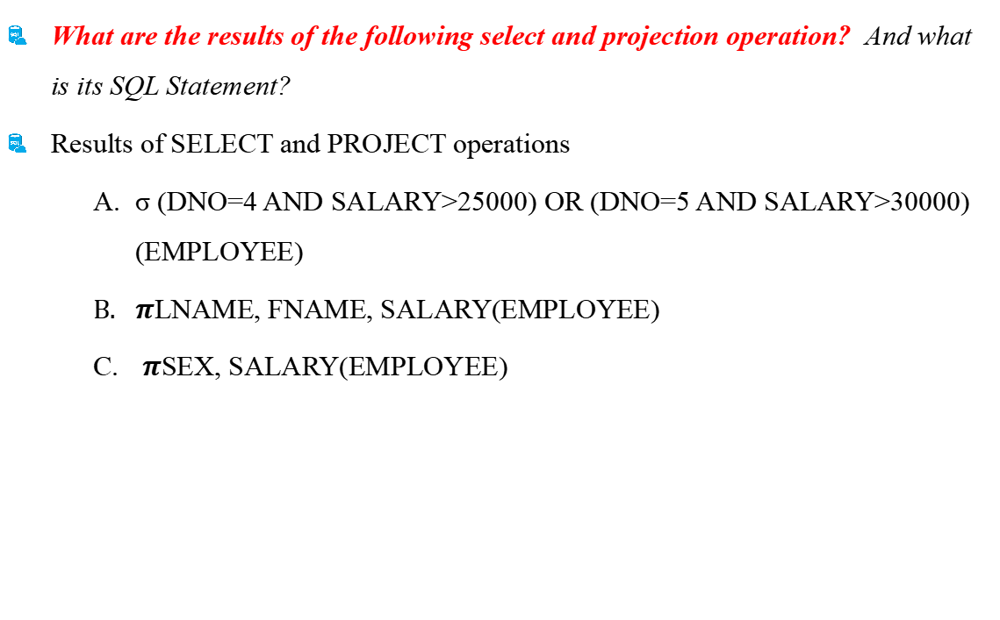 What are the results of the following select and projection operation? And what
is its SQL Statement?
Results of SELECT and PROJECT operations
A. σ (DNO=4 AND SALARY>25000) OR (DNO=5 AND SALARY>30000)
(EMPLOYEE)
B. 𝝅LNAME, FNAME, SALARY(EMPLOYEE)
C. 𝝅SEX, SALARY(EMPLOYEE)